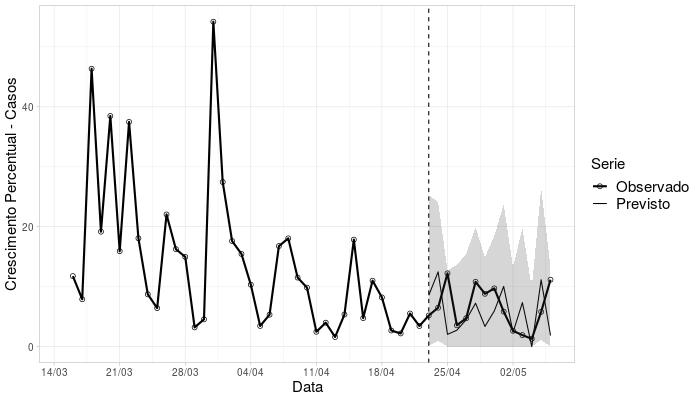 Crescimento Percentual - Casos
40
20
0
14/03 21/03 28/03 04/04 11/04 18/04 25/04 02/05
Data
Serie
Observado
Previsto